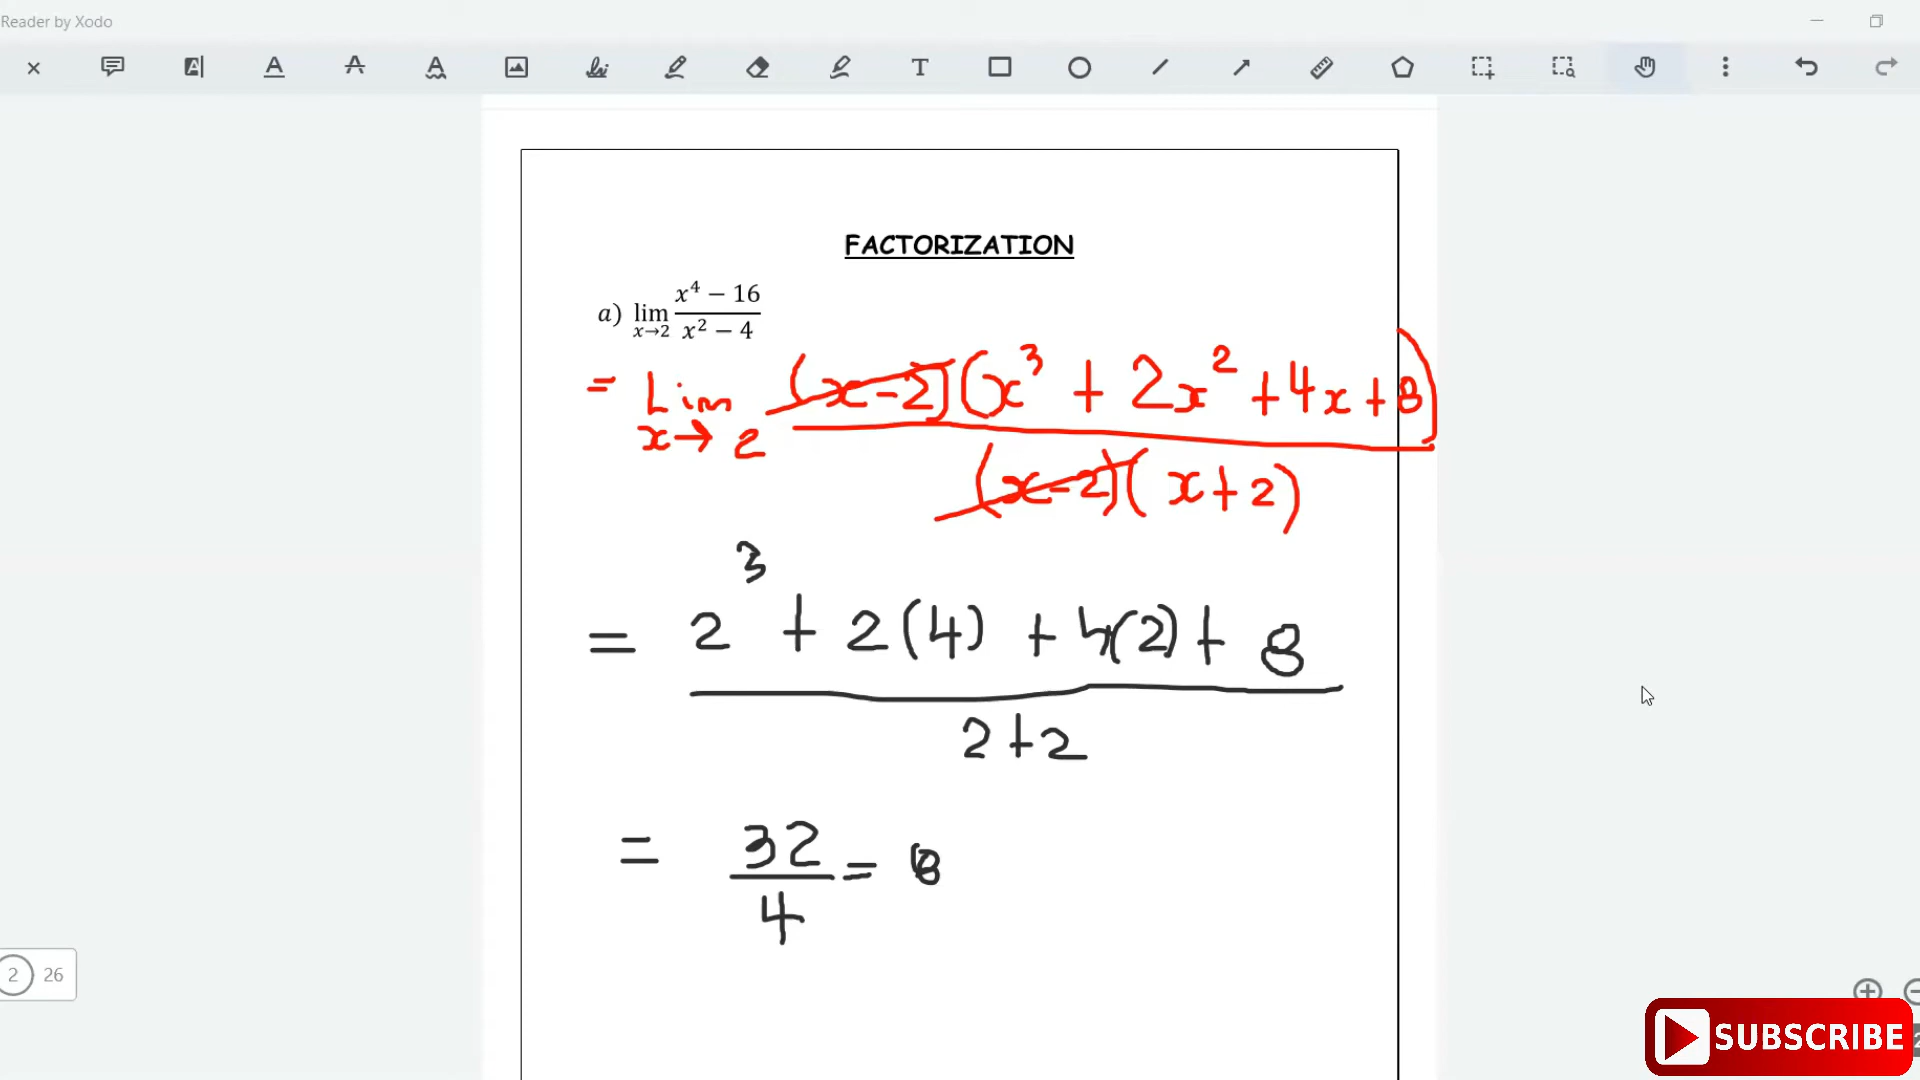 Reader by Xodo
FACTORIZATION
a) lim x→2 (x⁴ − 16)/(x² − 4)
= Lim x→2 (x-2)(x³ + 2x² + 4x + 8)
(x-2)(x+2)
= 2³ + 2(4) + 4(2) + 8
2+2
= 32/4 = 8
2 26
SUBSCRIBE